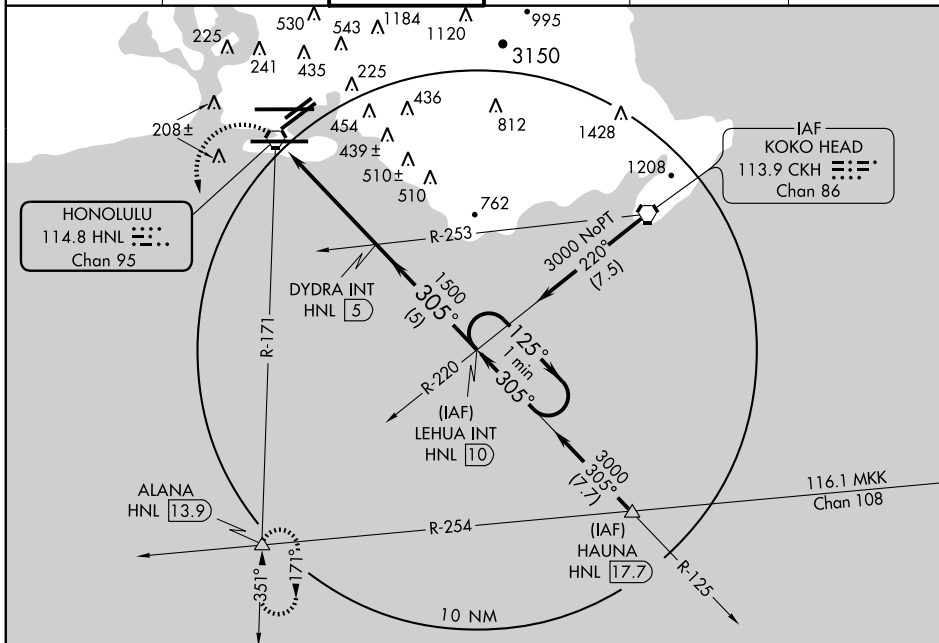 530
543
1184
1120
995
225
241
435
3150
225
208±
454
436
812
1428
439±
510±
510
1208
762
IAF
KOKO HEAD
113.9 CKH
Chan 86
HONOLULU
114.8 HNL
Chan 95
R-253
3000 NoPT
220°
(7.5)
DYDRA INT
HNL 5
1500
305°
(5)
R-171
R-220
125°
1 min
305°
(IAF)
LEHUA INT
HNL 10
3000
305°
(7.7)
ALANA
HNL 13.9
R-254
116.1 MKK
Chan 108
(IAF)
HAUNA
HNL 17.7
R-125
351°
171°
10 NM